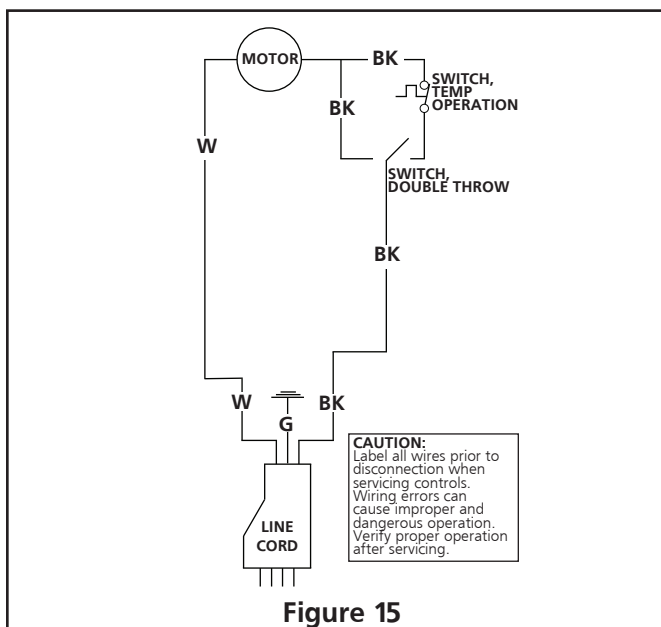 MOTOR
BK
SWITCH,
TEMP
OPERATION
BK
W
SWITCH,
DOUBLE THROW
BK
W
BK
G
LINE
CORD
CAUTION:
Label all wires prior to
disconnection when
servicing controls.
Wiring errors can
cause improper and
dangerous operation.
Verify proper operation
after servicing.
Figure 15